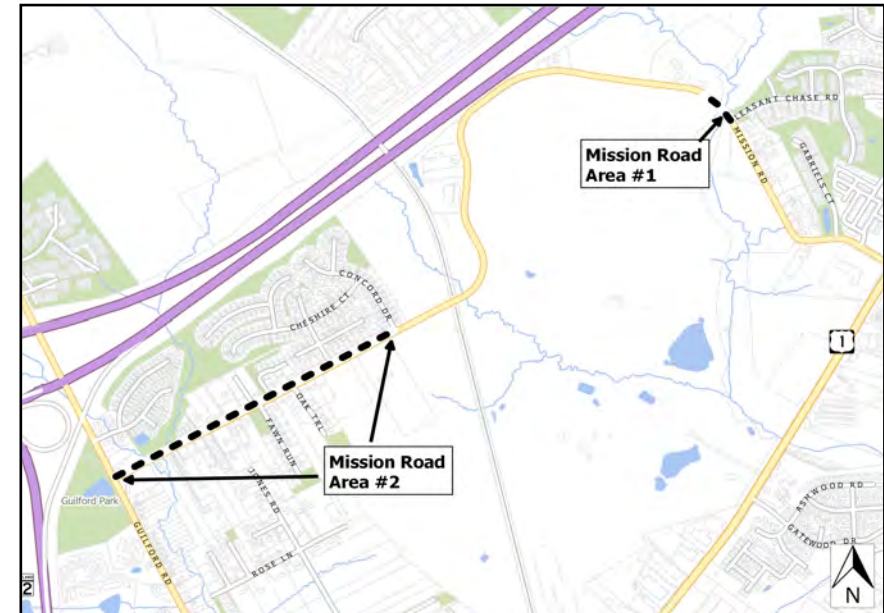 LEASANT CHASE RD
Mission Road
Area #1
MISSION RD
GABRIELS CT
CONCORD DR
CHESHIRE CT
1
OAK TRL
FAWN RUN
Mission Road
Area #2
JONES RD
Guilford Park
GUILFORD RD
ROSE LN
ASHWOOD RD
GATEWOOD DR
2
N